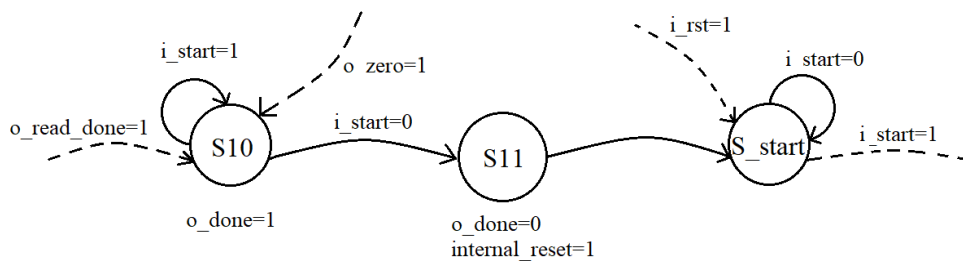 i_start=1
o_zero=1
i_rst=1
i_start=0
o_read_done=1
S10
i_start=0
S11
S_start
i_start=1
o_done=1
o_done=0
internal_reset=1